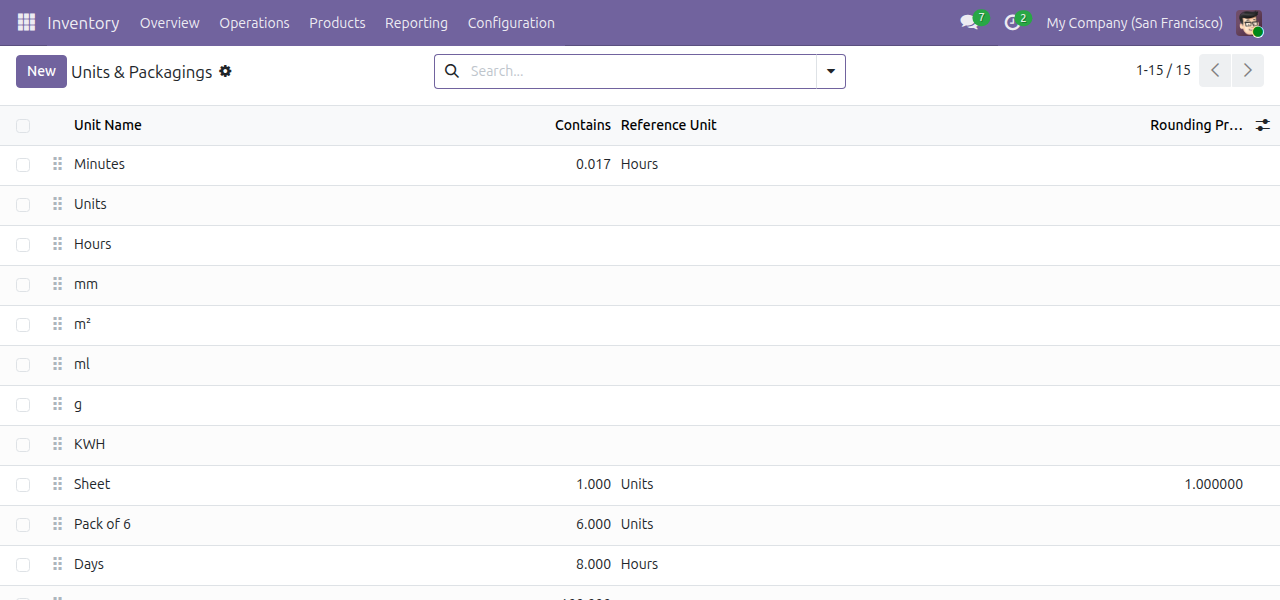 Inventory Overview Operations Products Reporting Configuration 7 2 My Company (San Francisco)
New Units & Packagings Search... 1-15 / 15
Unit Name Contains Reference Unit Rounding Pr...
Minutes 0.017 Hours
Units
Hours
mm
m²
ml
g
KWH
Sheet 1.000 Units 1.000000
Pack of 6 6.000 Units
Days 8.000 Hours